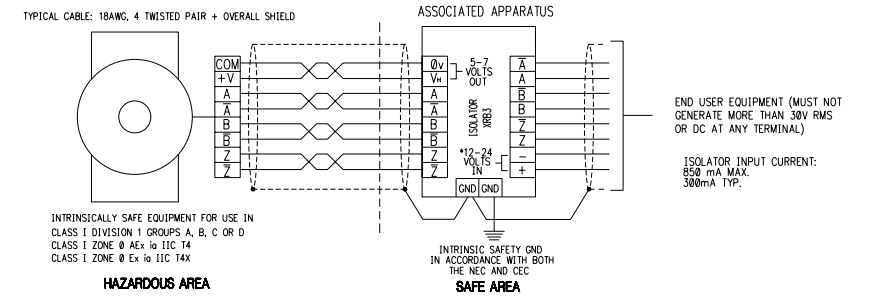 TYPICAL CABLE: 18AWG, 4 TWISTED PAIR + OVERALL SHIELD
ASSOCIATED APPARATUS
COM
+V
A
A̅
B
B̅
Z
Z̅
0V
VH
A
A̅
B
B̅
Z
Z̅
5-7
VOLTS
OUT
ISOLATOR
XRB3
*12-24
VOLTS
IN
A̅
A
B̅
B
Z̅
Z
–
+
GND GND
END USER EQUIPMENT (MUST NOT
GENERATE MORE THAN 30V RMS
OR DC AT ANY TERMINAL)
ISOLATOR INPUT CURRENT:
850 mA MAX.
300mA TYP.
INTRINSICALLY SAFE EQUIPMENT FOR USE IN
CLASS I DIVISION 1 GROUPS A, B, C OR D
CLASS I ZONE 0 AEx ia IIC T4
CLASS I ZONE 0 Ex ia IIC T4X
HAZARDOUS AREA
INTRINSIC SAFETY GND
IN ACCORDANCE WITH BOTH
THE NEC AND CEC
SAFE AREA